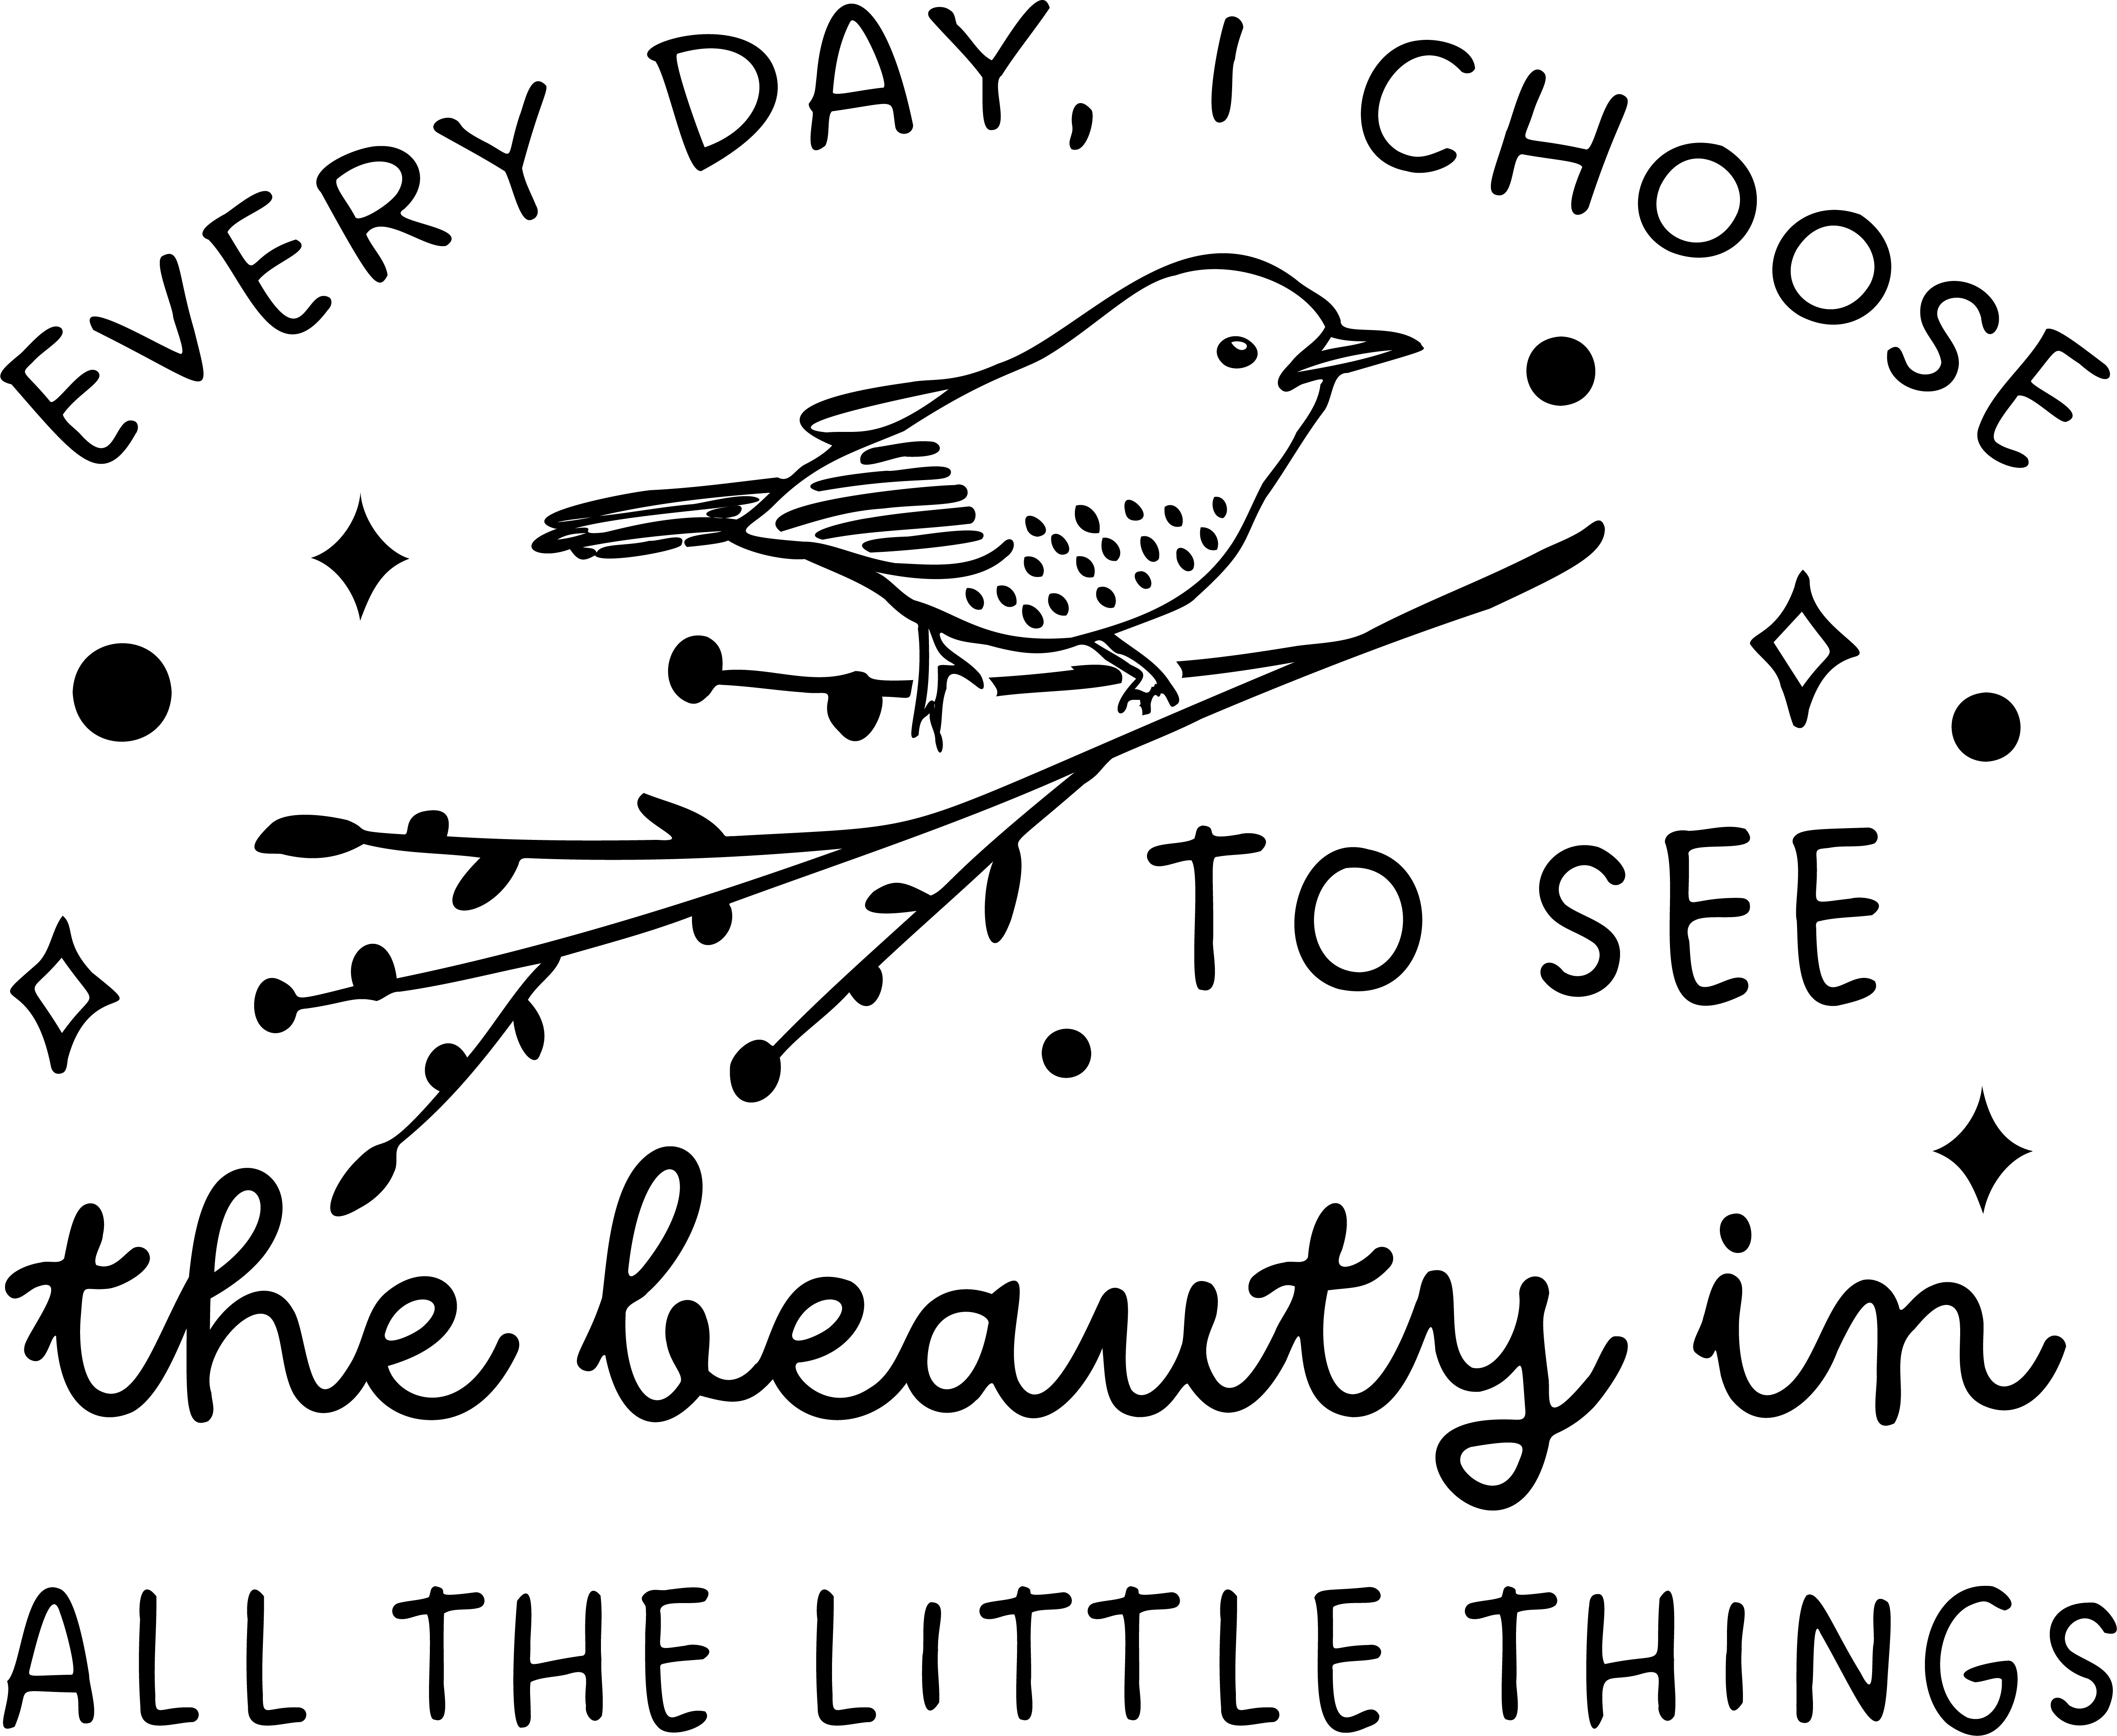 EVERY DAY, I CHOOSE
TO SEE
the beauty in
ALL THE LITTLE THINGS